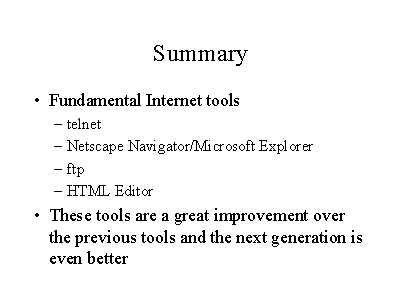 Summary
• Fundamental Internet tools
– telnet
– Netscape Navigator/Microsoft Explorer
– ftp
– HTML Editor
• These tools are a great improvement over
the previous tools and the next generation is
even better